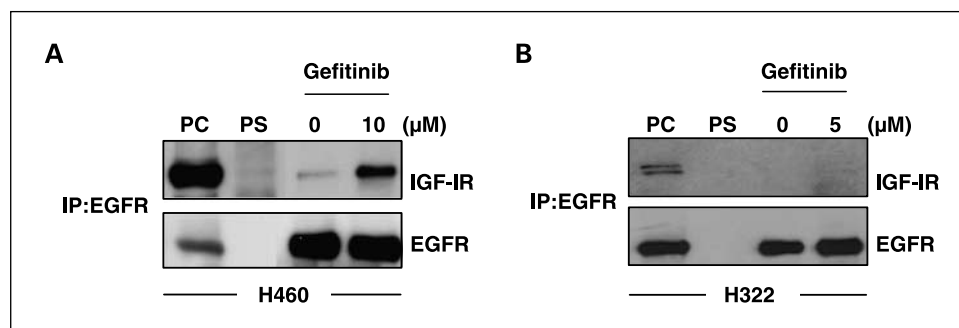 A
Gefitinib
PC PS 0 10 (µM)
IP:EGFR
IGF-IR
EGFR
H460
B
Gefitinib
PC PS 0 5 (µM)
IP:EGFR
IGF-IR
EGFR
H322